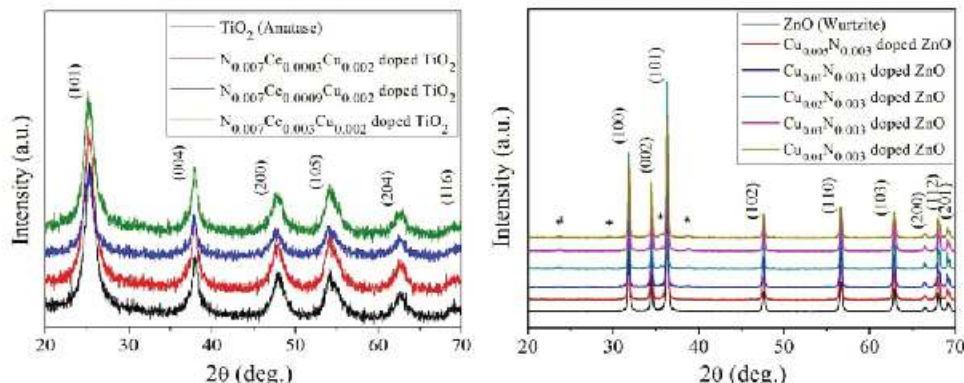 TiO2 (Anatase)
N0.007Ce0.0003Cu0.002 doped TiO2
N0.007Ce0.0009Cu0.002 doped TiO2
N0.007Ce0.003Cu0.002 doped TiO2
(101)
(004)
(200)
(105)
(204)
(116)
Intensity (a.u.)
20 30 40 50 60 70
2θ (deg.)
ZnO (Wurtzite)
Cu0.005N0.003 doped ZnO
Cu0.01N0.003 doped ZnO
Cu0.02N0.003 doped ZnO
Cu0.03N0.003 doped ZnO
Cu0.04N0.003 doped ZnO
(100)
(002)
(101)
(102)
(110)
(103)
(200)
(112)
(201)
# * * *
Intensity (a.u.)
20 30 40 50 60 70
2θ (deg.)